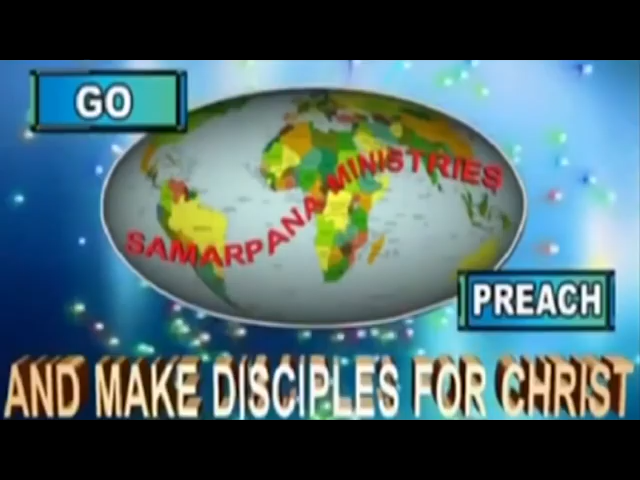 GO
SAMARPANA MINISTRIES
PREACH
AND MAKE DISCIPLES FOR CHRIST